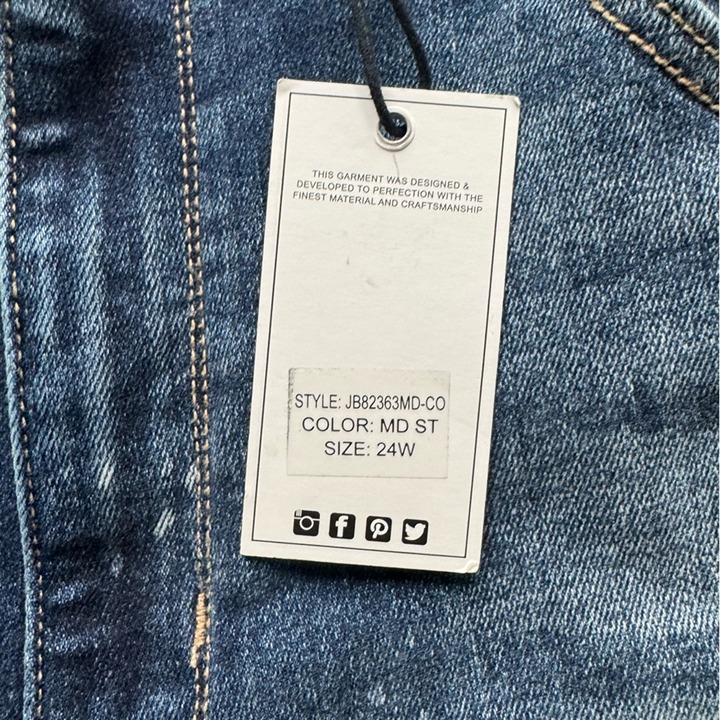 THIS GARMENT WAS DESIGNED &
DEVELOPED TO PERFECTION WITH THE
FINEST MATERIAL AND CRAFTSMANSHIP
STYLE: JB82363MD-CO
COLOR: MD ST
SIZE: 24W